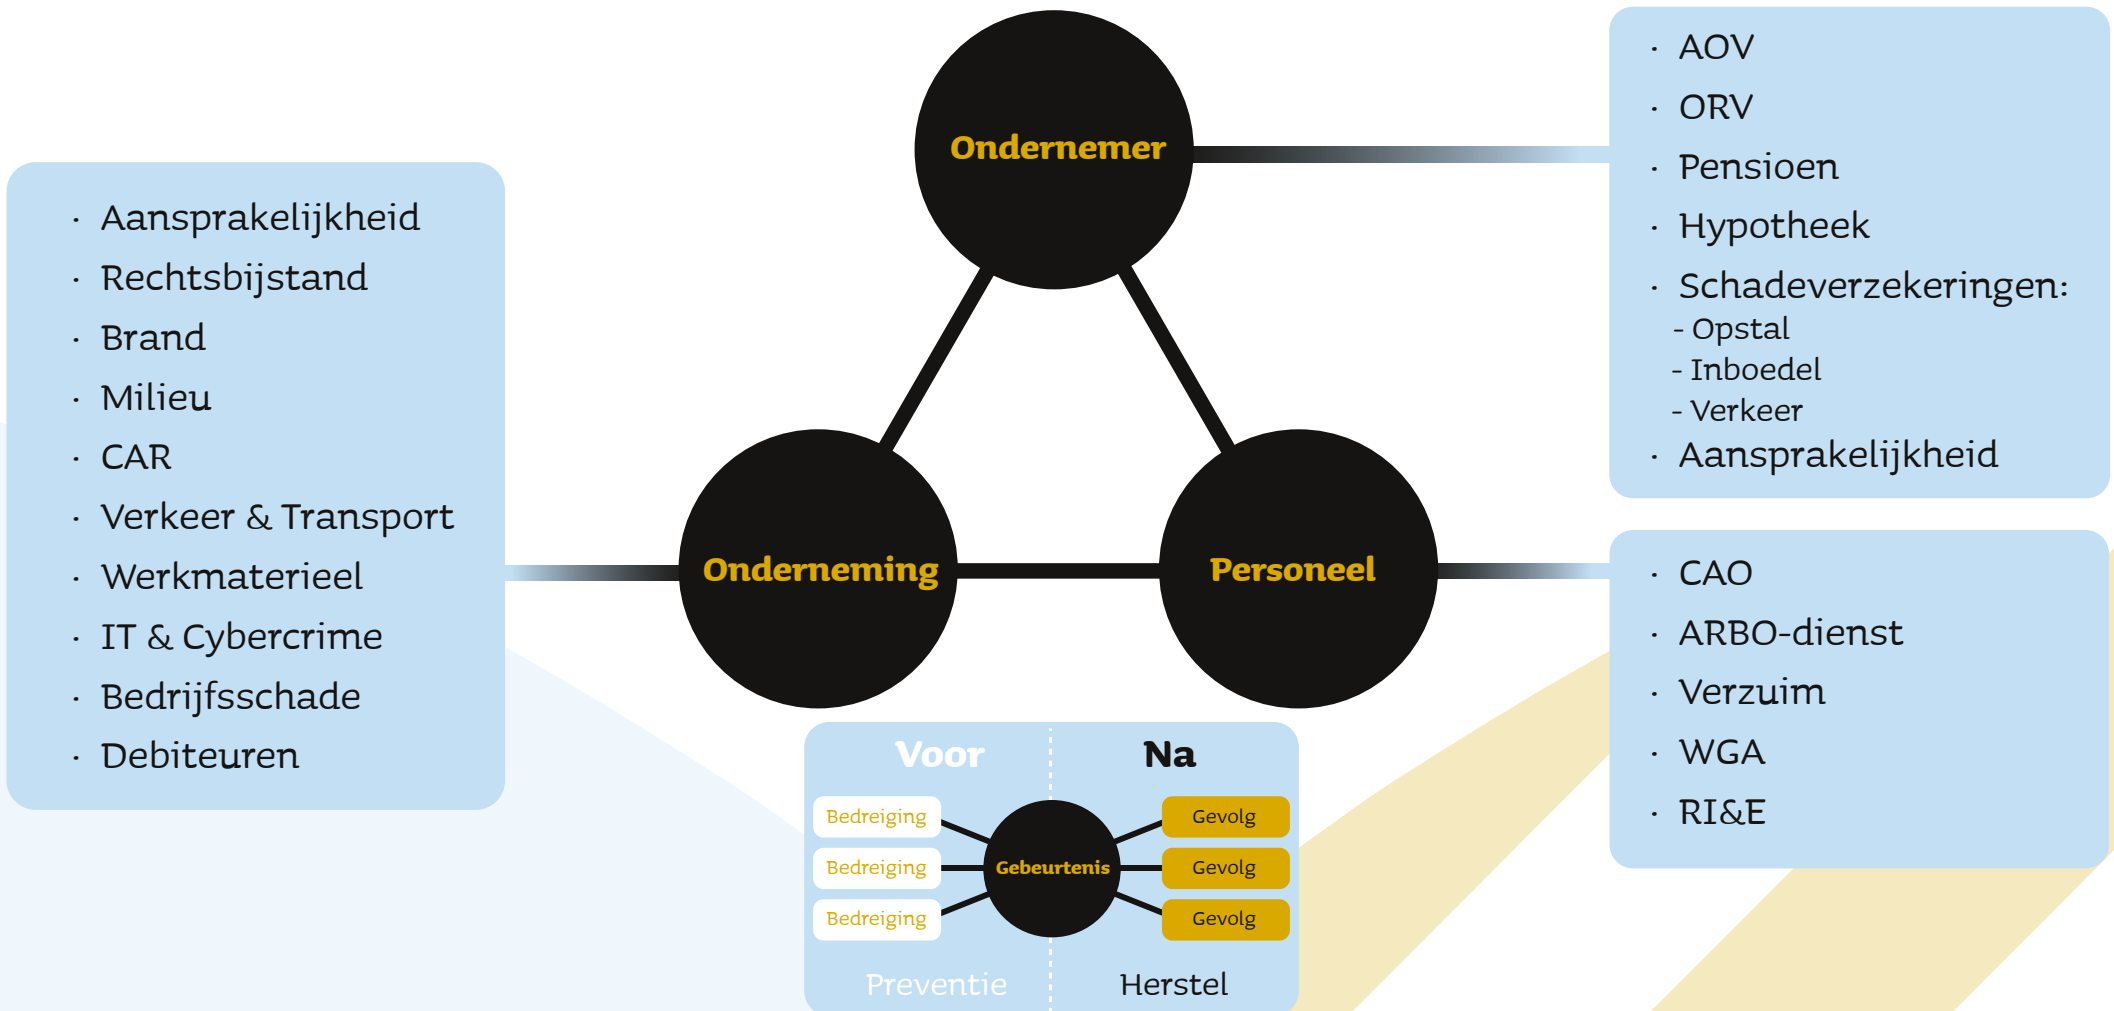 Ondernemer
Onderneming
Personeel
· Aansprakelijkheid
· Rechtsbijstand
· Brand
· Milieu
· CAR
· Verkeer & Transport
· Werkmaterieel
· IT & Cybercrime
· Bedrijfsschade
· Debiteuren
· AOV
· ORV
· Pensioen
· Hypotheek
· Schadeverzekeringen:
- Opstal
- Inboedel
- Verkeer
· Aansprakelijkheid
· CAO
· ARBO-dienst
· Verzuim
· WGA
· RI&E
Voor
Na
Bedreiging
Bedreiging
Bedreiging
Gebeurtenis
Gevolg
Gevolg
Gevolg
Preventie
Herstel